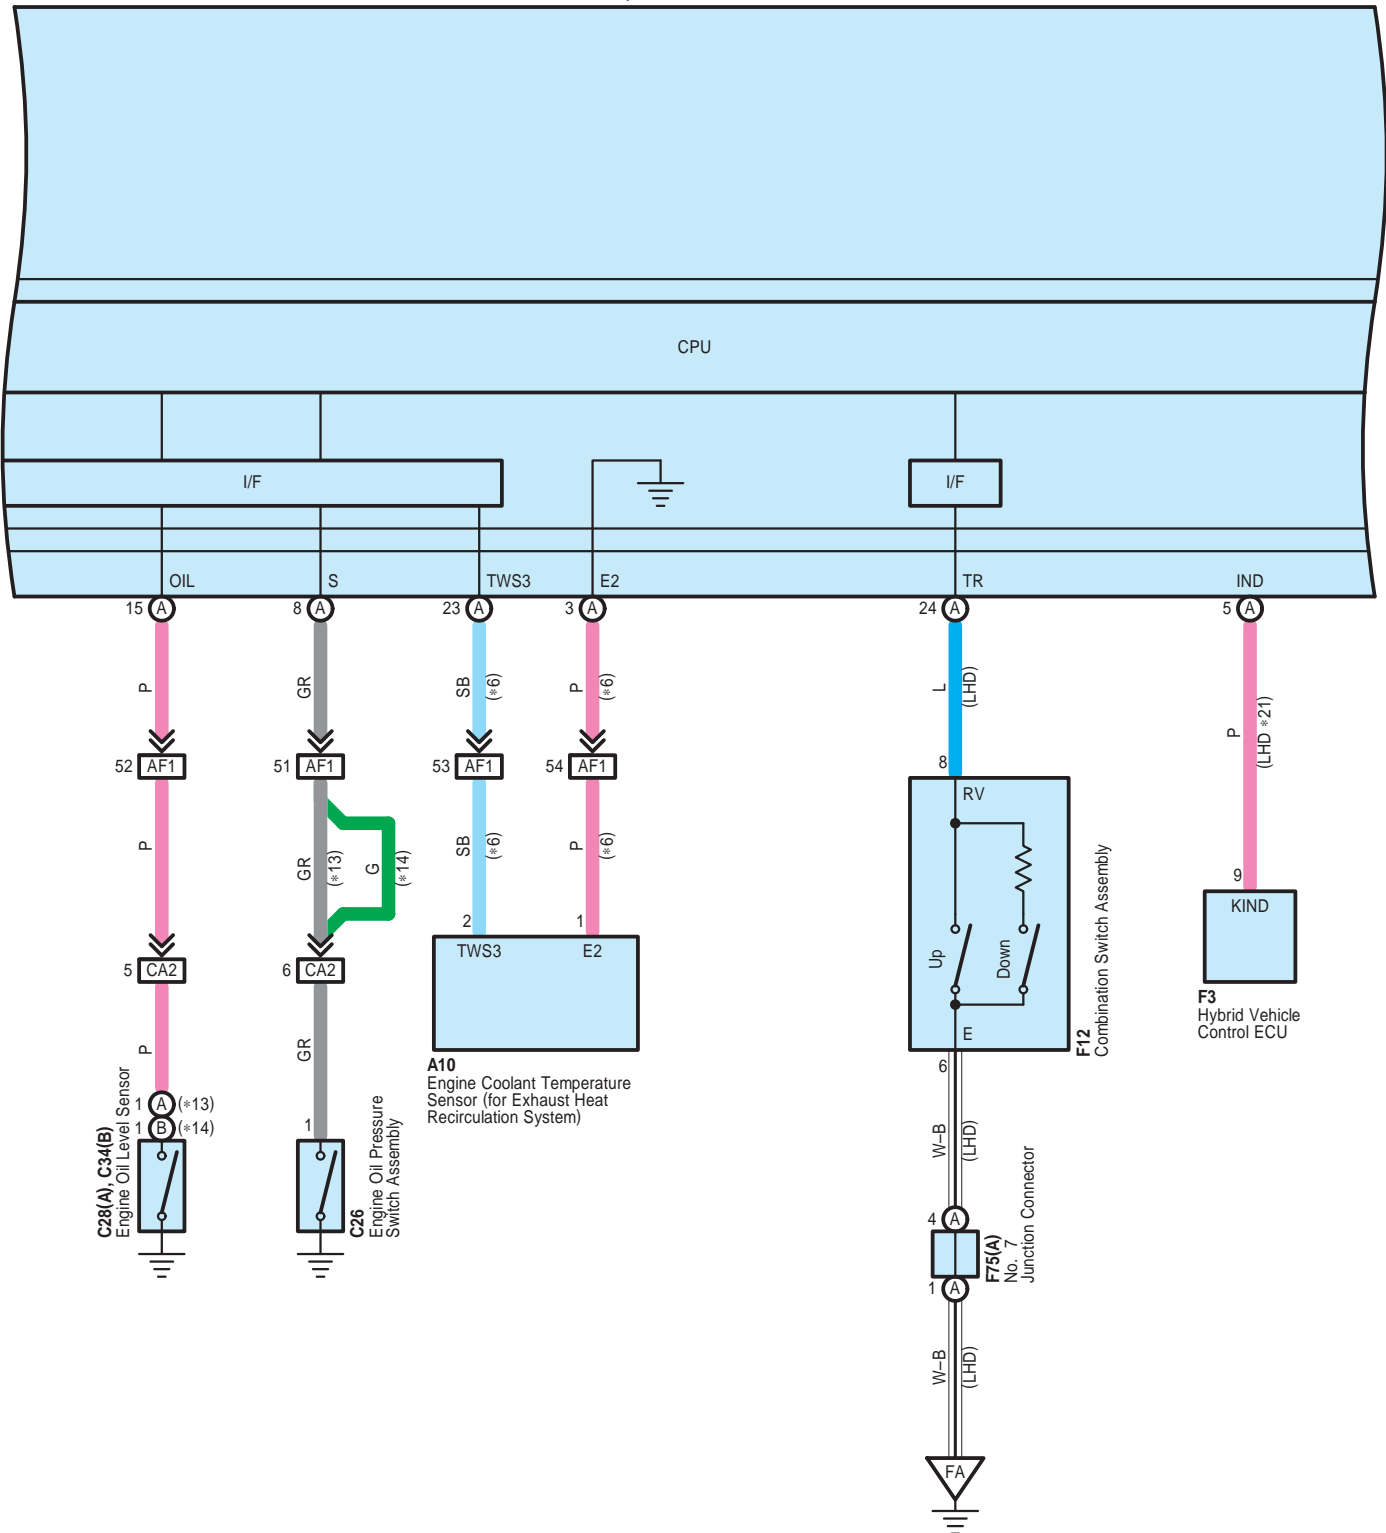 CPU
I/F
I/F
OIL
S
TWS3
E2
TR
IND
15 A
8 A
23 A
3 A
24 A
5 A
P
GR
SB
(*6)
P
(*6)
L
(LHD)
P
(LHD *21)
52 AF1
51 AF1
53 AF1
54 AF1
8
RV
P
GR
(*13)
G
(*14)
SB
(*6)
P
(*6)
Up
Down
E
F12
Combination Switch Assembly
9
KIND
F3
Hybrid Vehicle
Control ECU
2
1
TWS3
E2
A10
Engine Coolant Temperature
Sensor (for Exhaust Heat
Recirculation System)
5 CA2
6 CA2
P
GR
1 A (*13)
1 B (*14)
C28(A), C34(B)
Engine Oil Level Sensor
1
C26
Engine Oil Pressure
Switch Assembly
6
W-B
(LHD)
4 A
F75(A)
No. 7
Junction Connector
1 A
W-B
(LHD)
FA